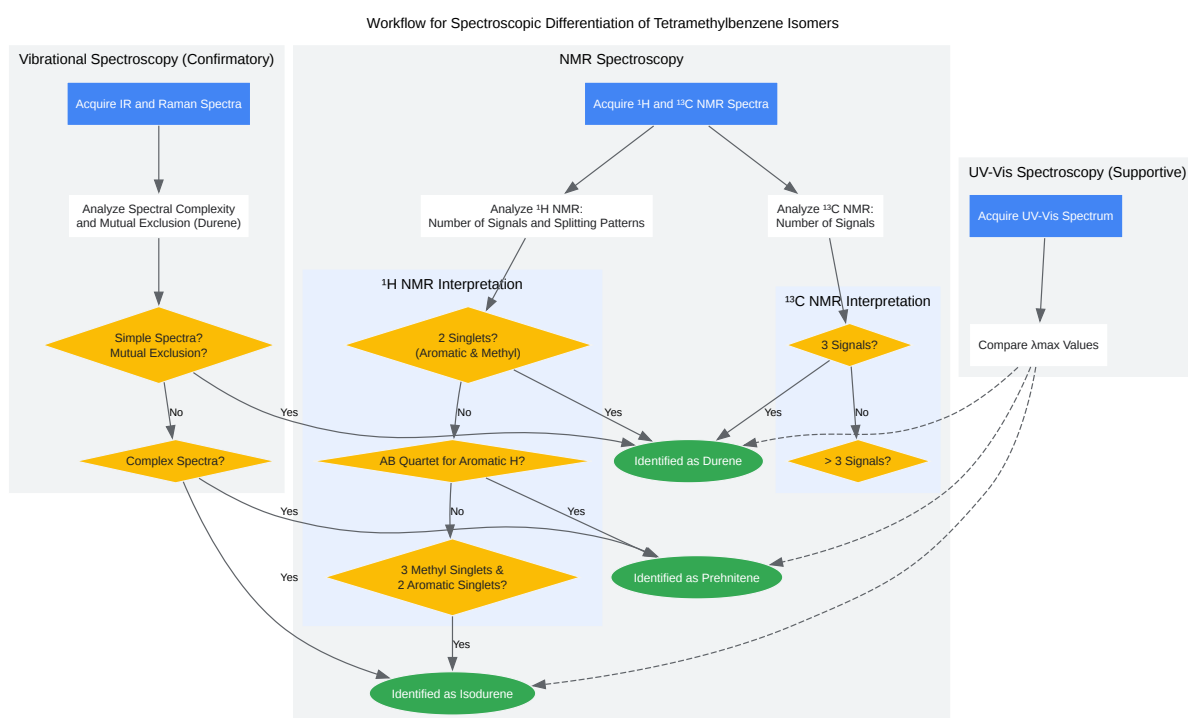 Workflow for Spectroscopic Differentiation of Tetramethylbenzene Isomers
Vibrational Spectroscopy (Confirmatory)
Acquire IR and Raman Spectra
Analyze Spectral Complexity
and Mutual Exclusion (Durene)
Simple Spectra?
Mutual Exclusion?
No
Yes
Complex Spectra?
Yes
Yes
NMR Spectroscopy
Acquire ¹H and ¹³C NMR Spectra
Analyze ¹H NMR:
Number of Signals and Splitting Patterns
Analyze ¹³C NMR:
Number of Signals
¹H NMR Interpretation
2 Singlets?
(Aromatic & Methyl)
No
Yes
AB Quartet for Aromatic H?
No
Yes
3 Methyl Singlets &
2 Aromatic Singlets?
Yes
¹³C NMR Interpretation
3 Signals?
Yes
No
> 3 Signals?
Identified as Durene
Identified as Prehnitene
Identified as Isodurene
UV-Vis Spectroscopy (Supportive)
Acquire UV-Vis Spectrum
Compare λmax Values